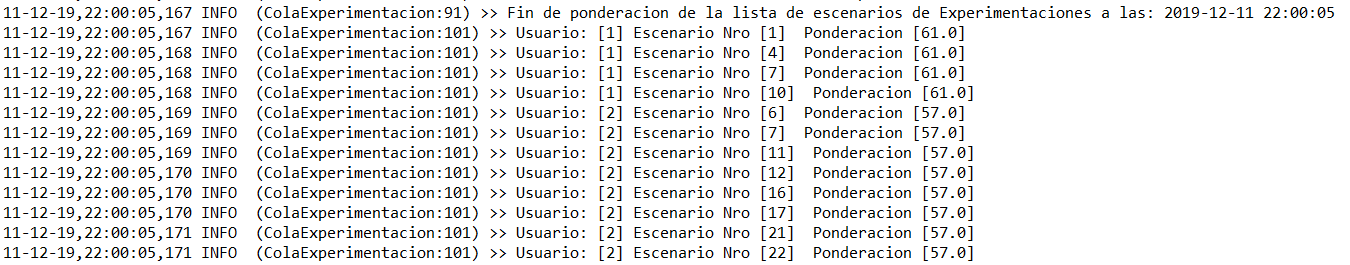 11-12-19,22:00:05,167 INFO  (ColaExperimentacion:91) >> Fin de ponderacion de la lista de escenarios de Experimentaciones a las: 2019-12-11 22:00:05
11-12-19,22:00:05,167 INFO  (ColaExperimentacion:101) >> Usuario: [1] Escenario Nro [1]  Ponderacion [61.0]
11-12-19,22:00:05,168 INFO  (ColaExperimentacion:101) >> Usuario: [1] Escenario Nro [4]  Ponderacion [61.0]
11-12-19,22:00:05,168 INFO  (ColaExperimentacion:101) >> Usuario: [1] Escenario Nro [7]  Ponderacion [61.0]
11-12-19,22:00:05,168 INFO  (ColaExperimentacion:101) >> Usuario: [1] Escenario Nro [10]  Ponderacion [61.0]
11-12-19,22:00:05,169 INFO  (ColaExperimentacion:101) >> Usuario: [2] Escenario Nro [6]  Ponderacion [57.0]
11-12-19,22:00:05,169 INFO  (ColaExperimentacion:101) >> Usuario: [2] Escenario Nro [7]  Ponderacion [57.0]
11-12-19,22:00:05,169 INFO  (ColaExperimentacion:101) >> Usuario: [2] Escenario Nro [11]  Ponderacion [57.0]
11-12-19,22:00:05,170 INFO  (ColaExperimentacion:101) >> Usuario: [2] Escenario Nro [12]  Ponderacion [57.0]
11-12-19,22:00:05,170 INFO  (ColaExperimentacion:101) >> Usuario: [2] Escenario Nro [16]  Ponderacion [57.0]
11-12-19,22:00:05,170 INFO  (ColaExperimentacion:101) >> Usuario: [2] Escenario Nro [17]  Ponderacion [57.0]
11-12-19,22:00:05,171 INFO  (ColaExperimentacion:101) >> Usuario: [2] Escenario Nro [21]  Ponderacion [57.0]
11-12-19,22:00:05,171 INFO  (ColaExperimentacion:101) >> Usuario: [2] Escenario Nro [22]  Ponderacion [57.0]